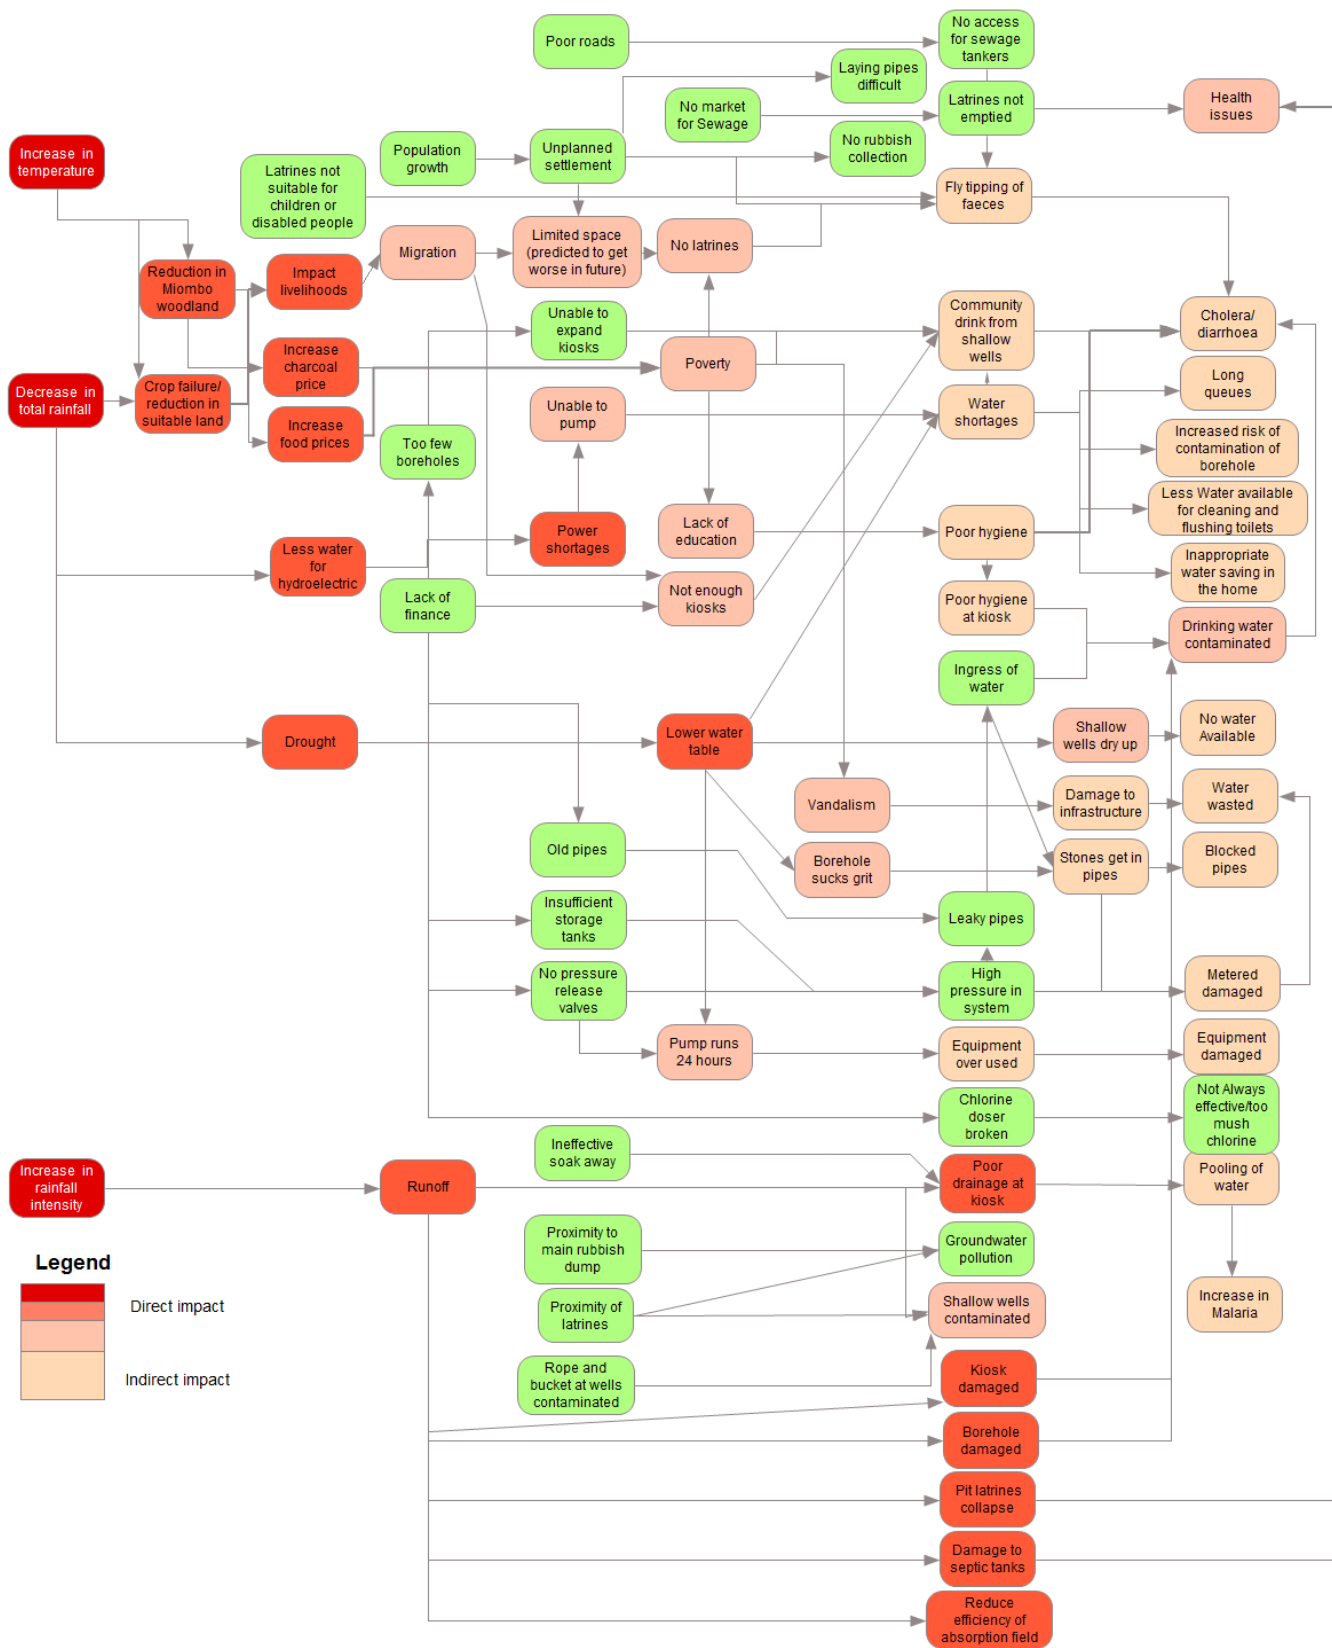 Poor roads
No access
for sewage
tankers
Laying pipes
difficult
No market
for Sewage
Latrines not
emptied
Health
issues
Increase in
temperature
Population
growth
Unplanned
settlement
No rubbish
collection
Latrines not
suitable for
children or
disabled people
Fly tipping of
faeces
Migration
Limited space
(predicted to get
worse in future)
No latrines
Reduction in
Miombo
woodland
Impact
livelihoods
Unable to
expand
kiosks
Community
drink from
shallow
wells
Cholera/
diarrhoea
Increase
charcoal
price
Poverty
Long
queues
Decrease in
total rainfall
Crop failure/
reduction in
suitable land
Increase
food prices
Unable to
pump
Water
shortages
Too few
boreholes
Increased risk of
contamination of
borehole
Less Water available
for cleaning and
flushing toilets
Less water
for
hydroelectric
Power
shortages
Lack of
education
Poor hygiene
Inappropriate
water saving in
the home
Lack of
finance
Not enough
kiosks
Poor hygiene
at kiosk
Drinking water
contaminated
Ingress of
water
Drought
Lower water
table
Shallow
wells dry up
No water
Available
Vandalism
Damage to
infrastructure
Water
wasted
Old pipes
Borehole
sucks grit
Stones get in
pipes
Blocked
pipes
Insufficient
storage
tanks
Leaky pipes
No pressure
release
valves
High
pressure in
system
Metered
damaged
Pump runs
24 hours
Equipment
over used
Equipment
damaged
Chlorine
doser
broken
Not Always
effective/too
mush
chlorine
Ineffective
soak away
Increase in
rainfall
intensity
Runoff
Poor
drainage at
kiosk
Pooling of
water
Proximity to
main rubbish
dump
Groundwater
pollution
Legend
Direct impact
Indirect impact
Proximity of
latrines
Shallow wells
contaminated
Increase in
Malaria
Rope and
bucket at wells
contaminated
Kiosk
damaged
Borehole
damaged
Pit latrines
collapse
Damage to
septic tanks
Reduce
efficiency of
absorption field